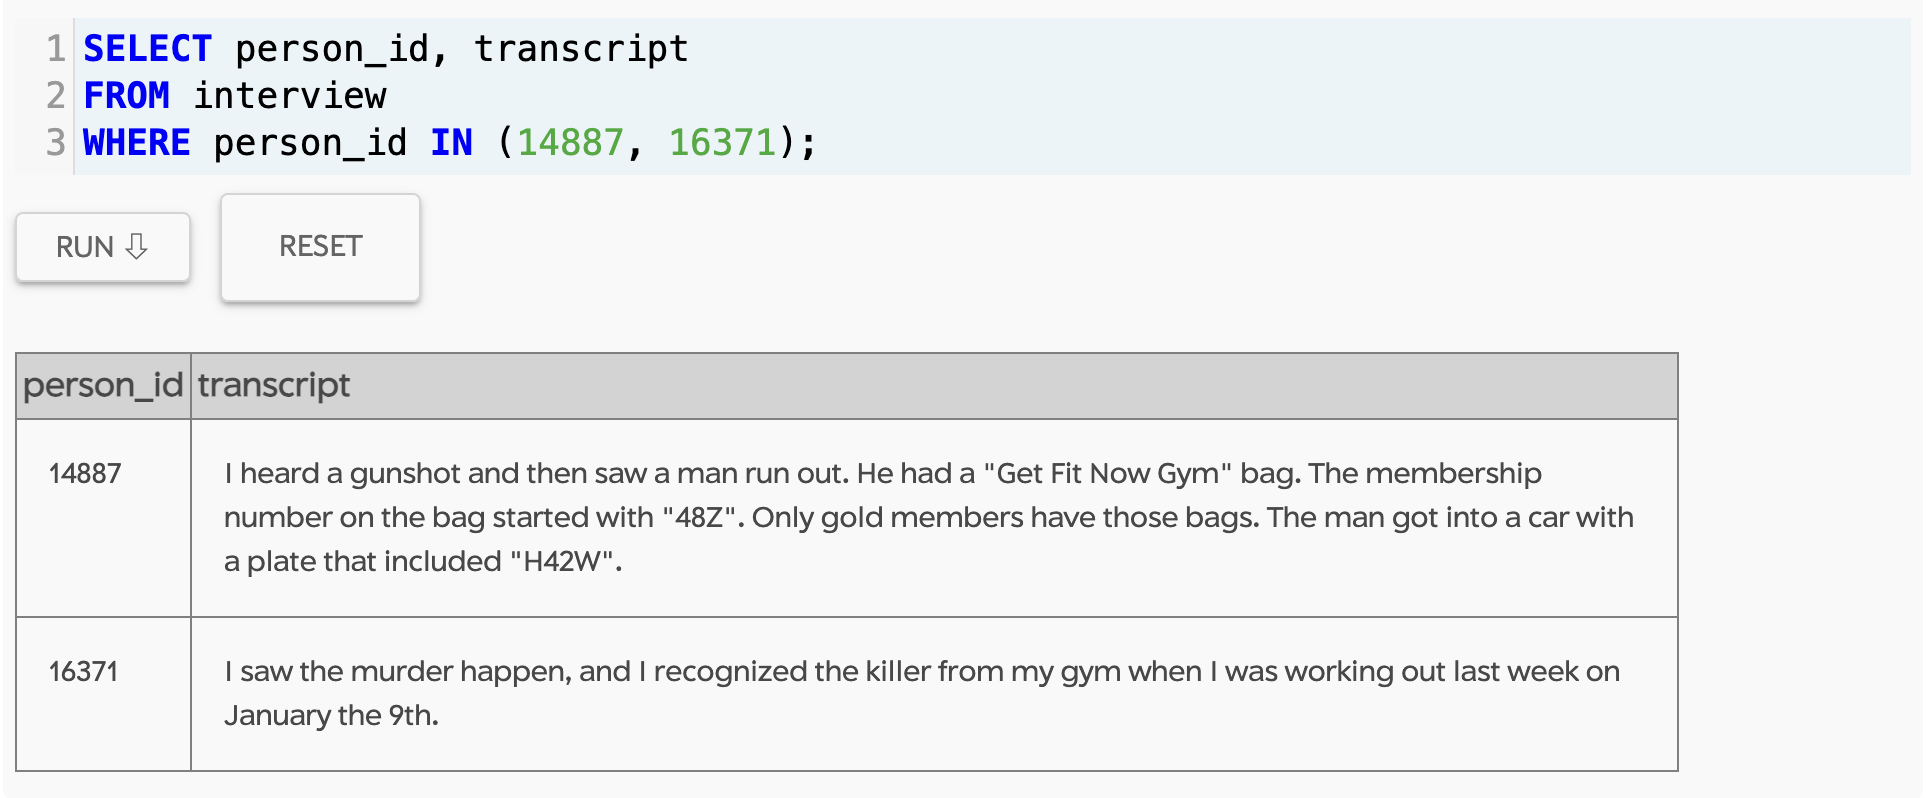 1 SELECT person_id, transcript
2 FROM interview
3 WHERE person_id IN (14887, 16371);
RUN ⇩ RESET
person_id transcript
14887 I heard a gunshot and then saw a man run out. He had a "Get Fit Now Gym" bag. The membership
number on the bag started with "48Z". Only gold members have those bags. The man got into a car with
a plate that included "H42W".
16371 I saw the murder happen, and I recognized the killer from my gym when I was working out last week on
January the 9th.